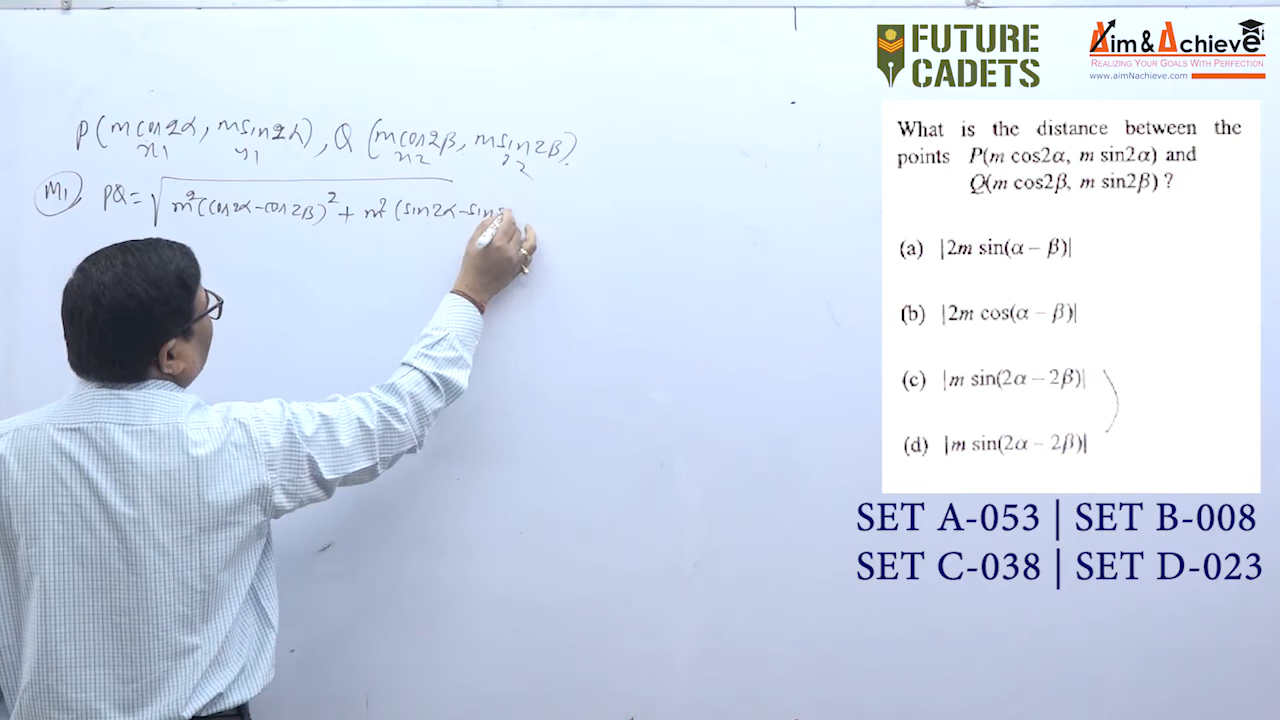 FUTURE
CADETS
Aim & Achieve
REALIZING YOUR GOALS WITH PERFECTION
www.aimNachieve.com
P(m cos2α, m sin2α), Q (m cos2β, m sin2β).
x₁ y₁ x₂ y₂
M₁ PQ = √m²(cos2α-cos2β)² + m² (sin2α-sin
What is the distance between the
points P(m cos2α, m sin2α) and
Q(m cos2β, m sin2β) ?
(a) |2m sin(α – β)|
(b) |2m cos(α – β)|
(c) |m sin(2α – 2β)|
(d) |m sin(2α – 2β)|
SET A-053 | SET B-008
SET C-038 | SET D-023